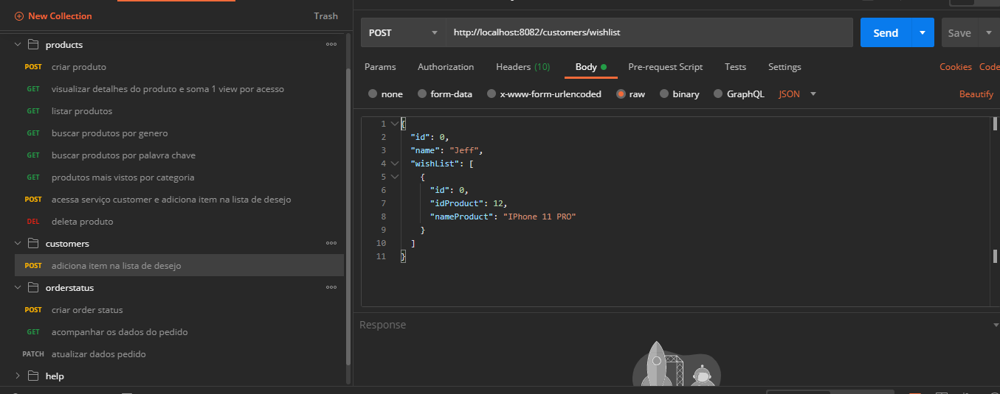 New Collection
Trash
products
POST criar produto
GET visualizar detalhes do produto e soma 1 view por acesso
GET listar produtos
GET buscar produtos por genero
GET buscar produtos por palavra chave
GET produtos mais vistos por categoria
POST acessa serviço customer e adiciona item na lista de desejo
DEL deleta produto
customers
POST adiciona item na lista de desejo
orderstatus
POST criar order status
GET acompanhar os dados do pedido
PATCH atualizar dados pedido
help
POST http://localhost:8082/customers/wishlist Send Save
Params Authorization Headers (10) Body Pre-request Script Tests Settings Cookies Code
none form-data x-www-form-urlencoded raw binary GraphQL JSON Beautify
1 {
2 "id": 0,
3 "name": "Jeff",
4 "wishList": [
5 {
6 "id": 0,
7 "idProduct": 12,
8 "nameProduct": "IPhone 11 PRO"
9 }
10 ]
11 }
Response